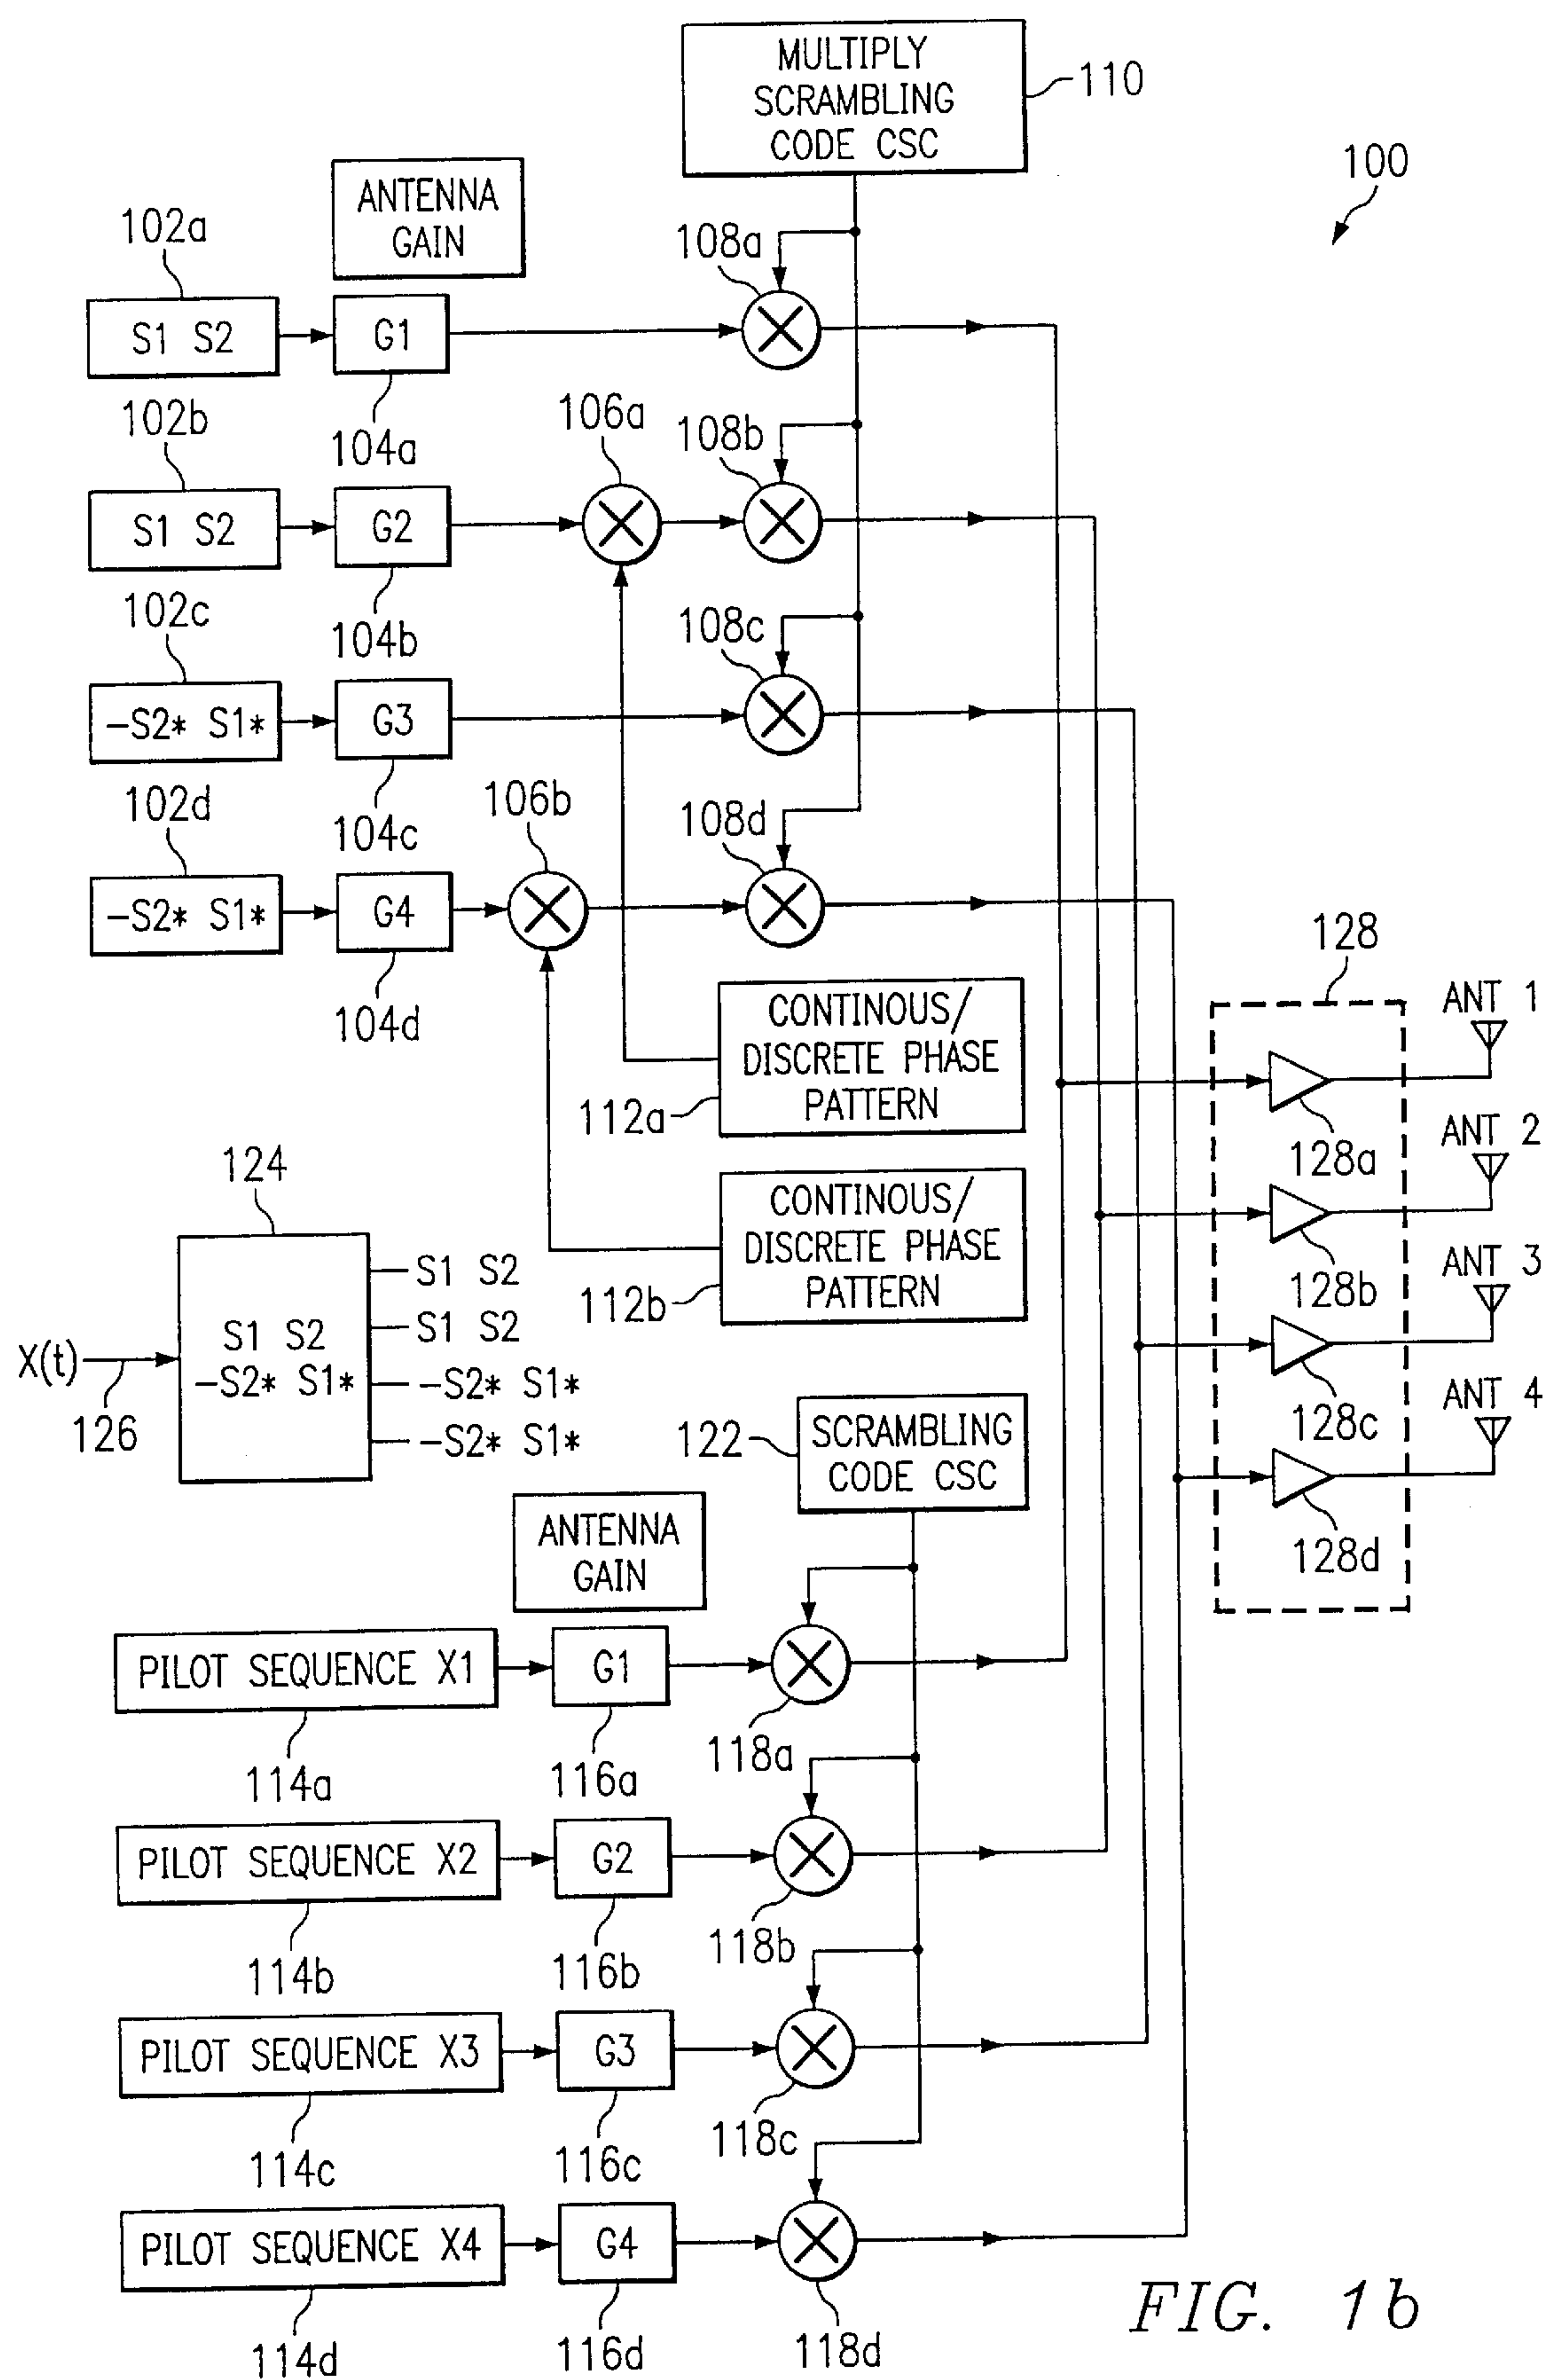 MULTIPLY
SCRAMBLING
CODE CSC
110
100
ANTENNA
GAIN
102a
108a
S1 S2
G1
104a
102b
106a
108b
S1 S2
G2
104b
102c
108c
-S2* S1*
G3
104c
102d
106b
108d
-S2* S1*
G4
104d
CONTINOUS/
DISCRETE PHASE
PATTERN
112a
CONTINOUS/
DISCRETE PHASE
PATTERN
112b
128
ANT 1
128a
ANT 2
128b
ANT 3
128c
ANT 4
128d
124
X(t)
126
S1 S2
-S2* S1*
S1 S2
S1 S2
-S2* S1*
-S2* S1*
122
SCRAMBLING
CODE CSC
ANTENNA
GAIN
PILOT SEQUENCE X1
G1
114a
116a
118a
PILOT SEQUENCE X2
G2
114b
116b
118b
PILOT SEQUENCE X3
G3
114c
116c
118c
PILOT SEQUENCE X4
G4
114d
116d
118d
FIG. 1b